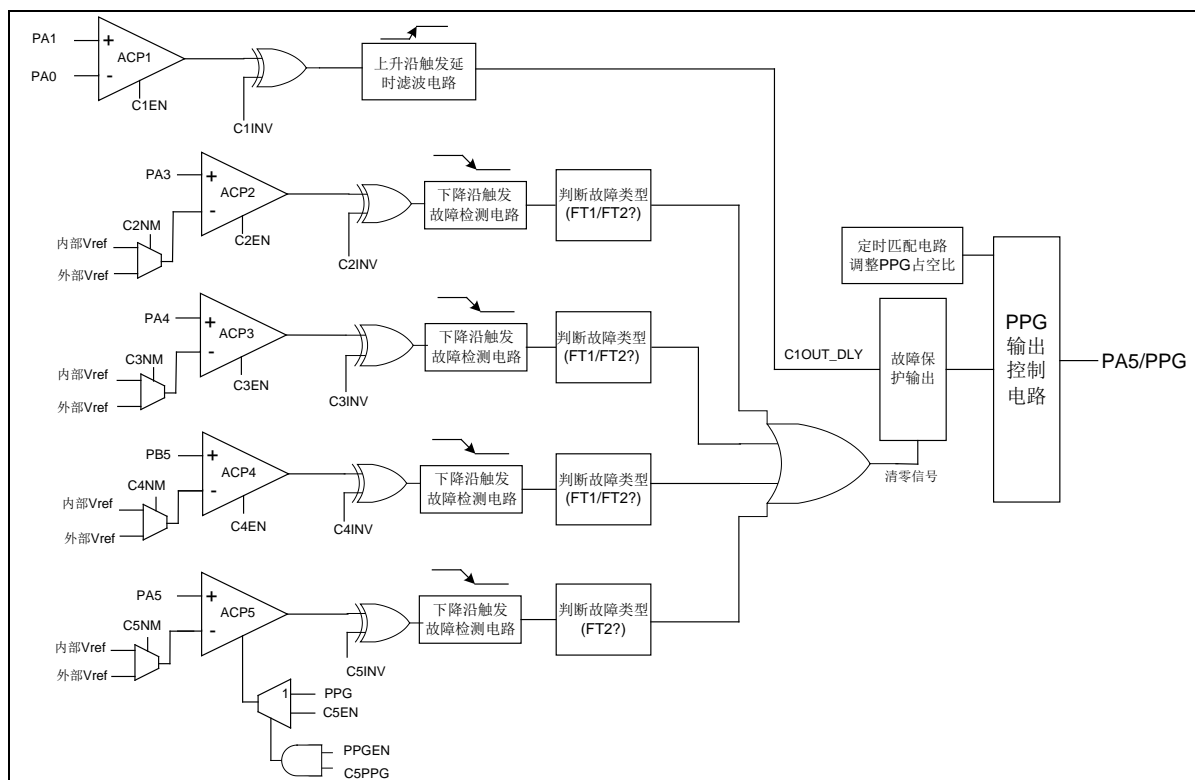 PA1
+
ACP1
PA0
-
C1EN
C1INV
上升沿触发延
时滤波电路
PA3
+
ACP2
-
C2NM
内部Vref
外部Vref
C2EN
C2INV
下降沿触发
故障检测电路
判断故障类型
(FT1/FT2?)
PA4
+
ACP3
-
C3NM
内部Vref
外部Vref
C3EN
C3INV
下降沿触发
故障检测电路
判断故障类型
(FT1/FT2?)
PB5
+
ACP4
-
C4NM
内部Vref
外部Vref
C4EN
C4INV
下降沿触发
故障检测电路
判断故障类型
(FT1/FT2?)
PA5
+
ACP5
-
C5NM
内部Vref
外部Vref
C5INV
下降沿触发
故障检测电路
判断故障类型
(FT2?)
1
PPG
C5EN
PPGEN
C5PPG
定时匹配电路
调整PPG占空比
C1OUT_DLY
故障保
护输出
清零信号
PPG
输出
控制
电路
PA5/PPG